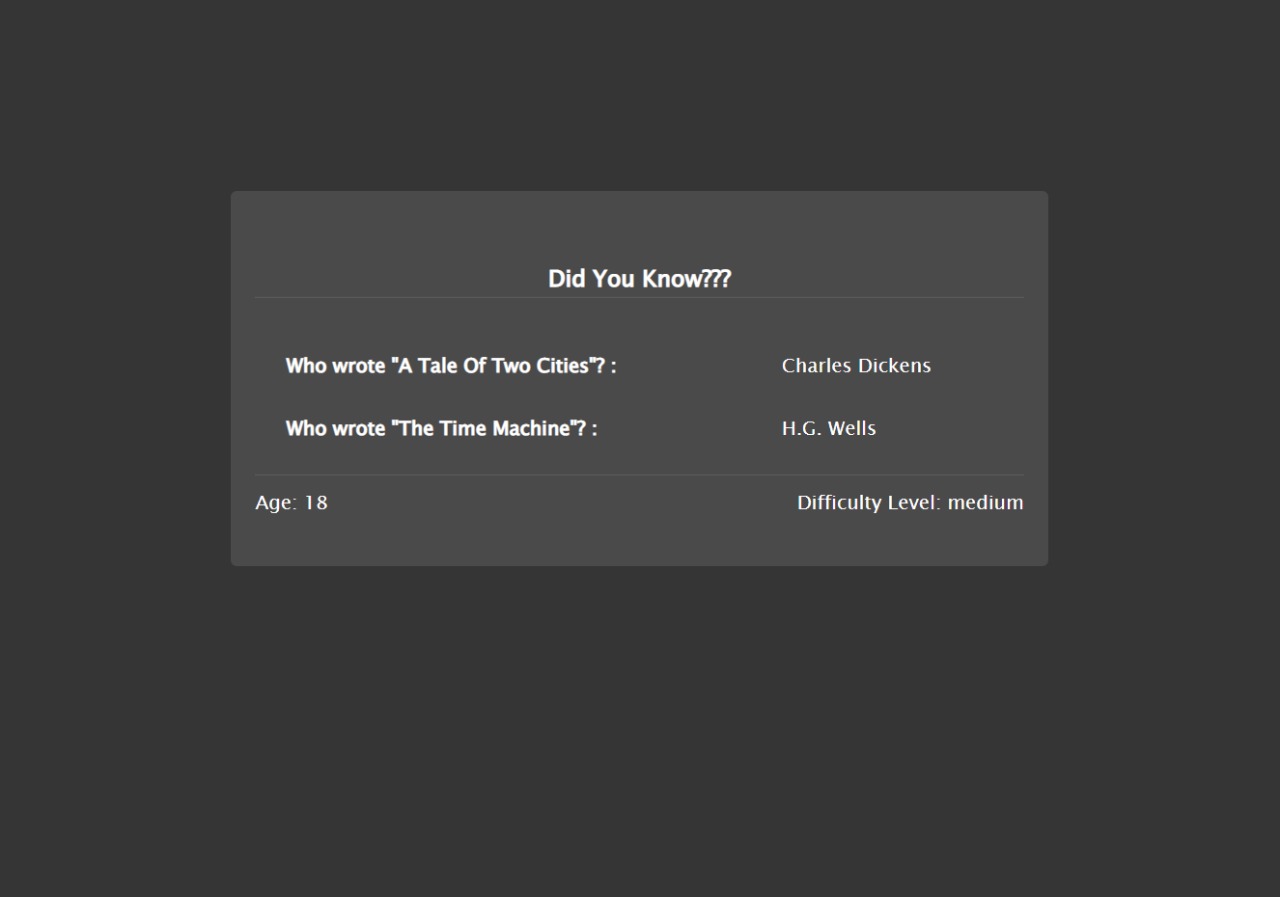 Did You Know???
Who wrote "A Tale Of Two Cities"? : Charles Dickens
Who wrote "The Time Machine"? : H.G. Wells
Age: 18 Difficulty Level: medium